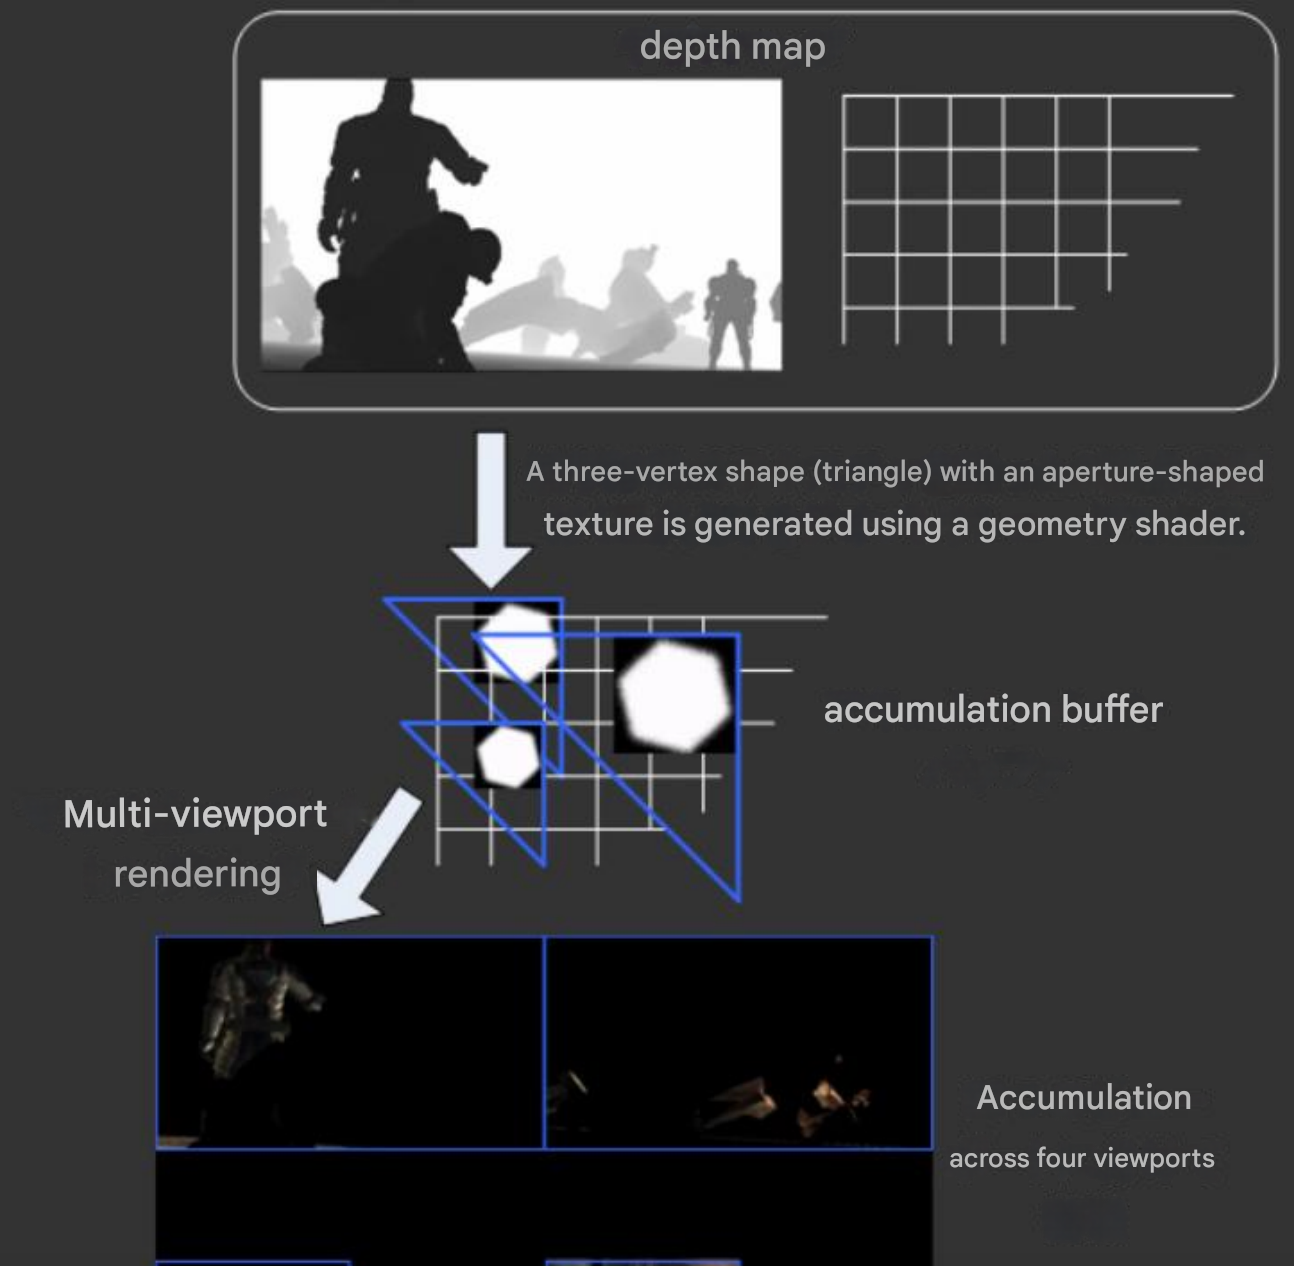 depth map
A three-vertex shape (triangle) with an aperture-shaped
texture is generated using a geometry shader.
accumulation buffer
Multi-viewport
rendering
Accumulation
across four viewports